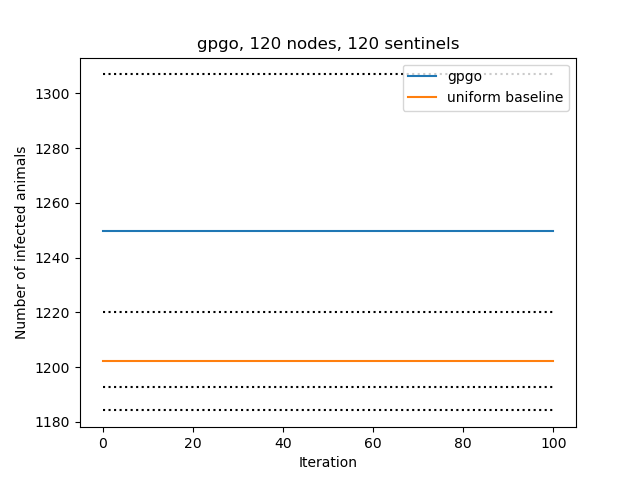 gpgo, 120 nodes, 120 sentinels
gpgo
uniform baseline
Number of infected animals
1300
1280
1260
1240
1220
1200
1180
0 20 40 60 80 100
Iteration